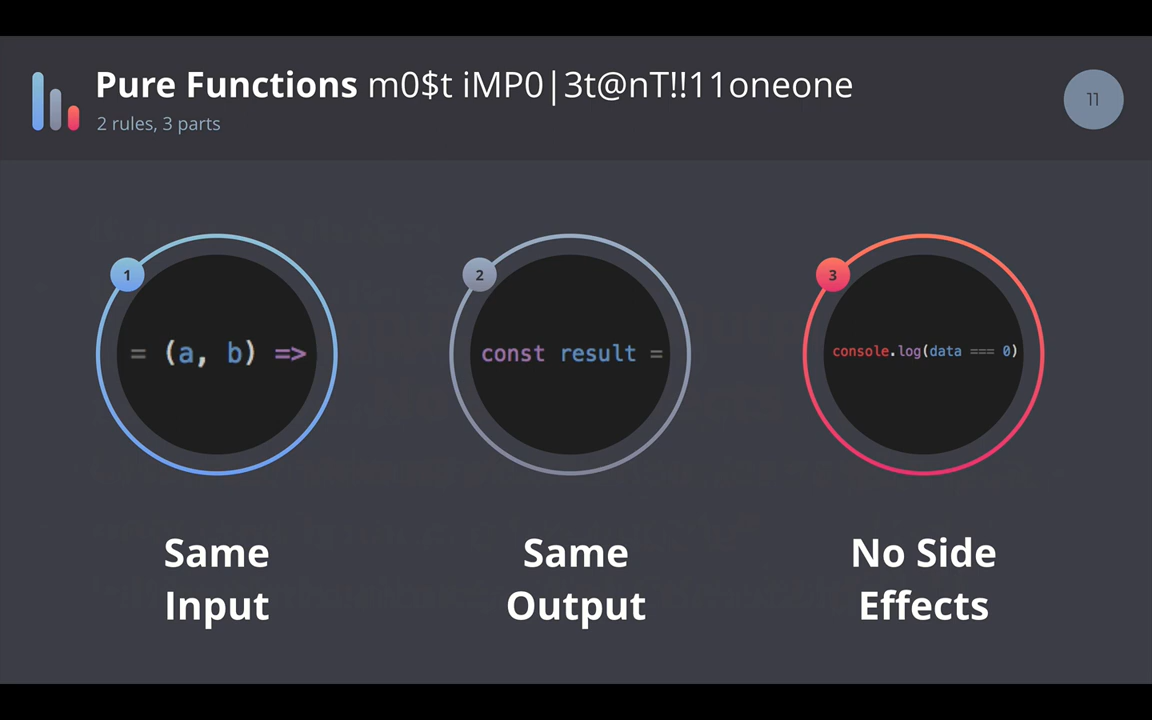 Pure Functions m0$t iMP0|3t@nT!!11oneone
2 rules, 3 parts
11
1
= (a, b) =>
Same
Input
2
const result =
Same
Output
3
console.log(data === 0)
No Side
Effects